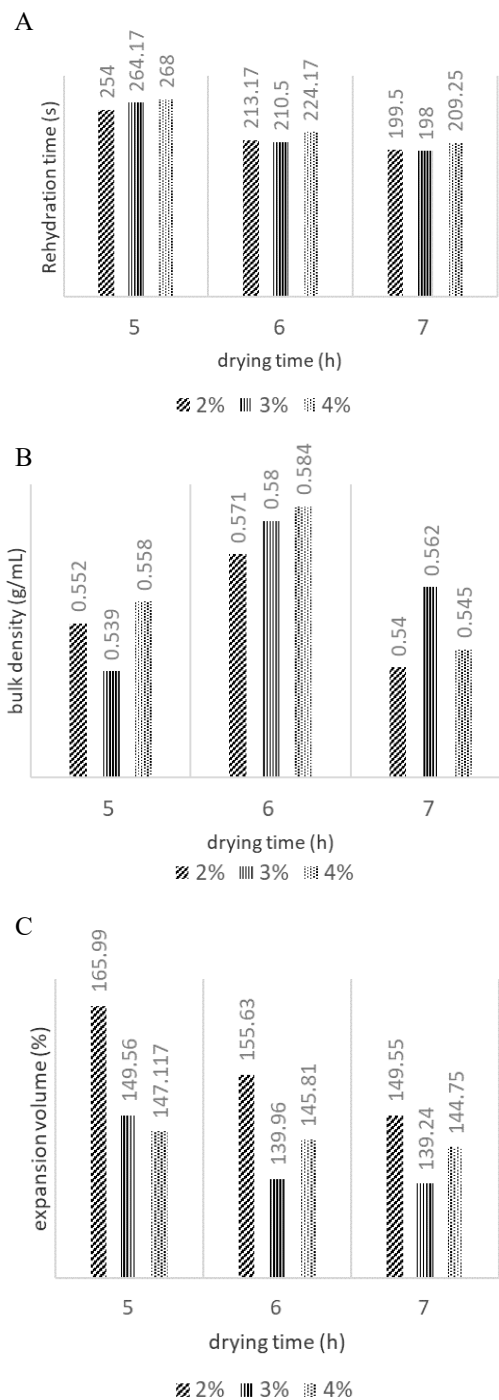 A
254 264.17 268 213.17 210.5 224.17 199.5 198 209.25
Rehydration time (s)
5 6 7
drying time (h)
2% 3% 4%
B
0.552 0.539 0.558 0.571 0.58 0.584 0.54 0.562 0.545
bulk density (g/mL)
5 6 7
drying time (h)
2% 3% 4%
C
165.99 149.56 147.117 155.63 139.96 145.81 149.55 139.24 144.75
expansion volume (%)
5 6 7
drying time (h)
2% 3% 4%